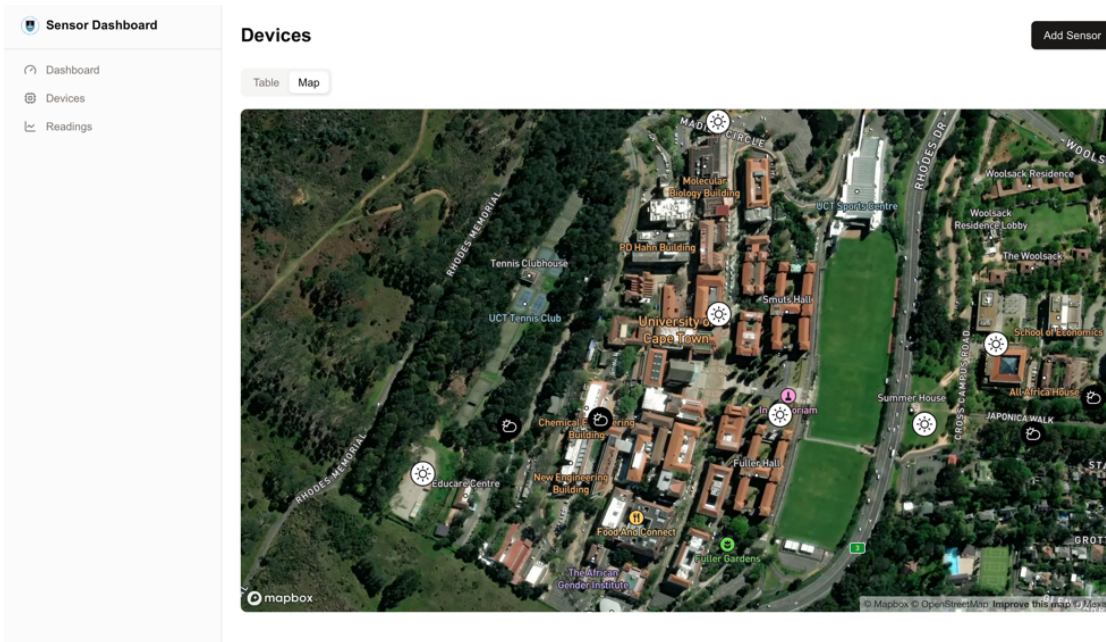 Sensor Dashboard
Dashboard
Devices
Readings
Devices
Add Sensor
Table
Map
CIRCLE
RHODES DR
Molecular
Biology Building
UCT Sports Centre
Woolsack Residence
Woolsack
Residence Lobby
The Woolsack
PD Hahn Building
RHODES MEMORIAL
Tennis Clubhouse
UCT Tennis Club
Smuts Hall
University
Cape Town
School of Economics
All Africa House
CROSS CAMPUS ROAD
JAPONICA WALK
Summer House
Building
Fuller Hall
RHODES MEMORIAL
Educare Centre
New Engineering
Building
Food And Connect
Fuller Gardens
3
The African
Gender Institute
mapbox
© Mapbox © OpenStreetMap Improve this map